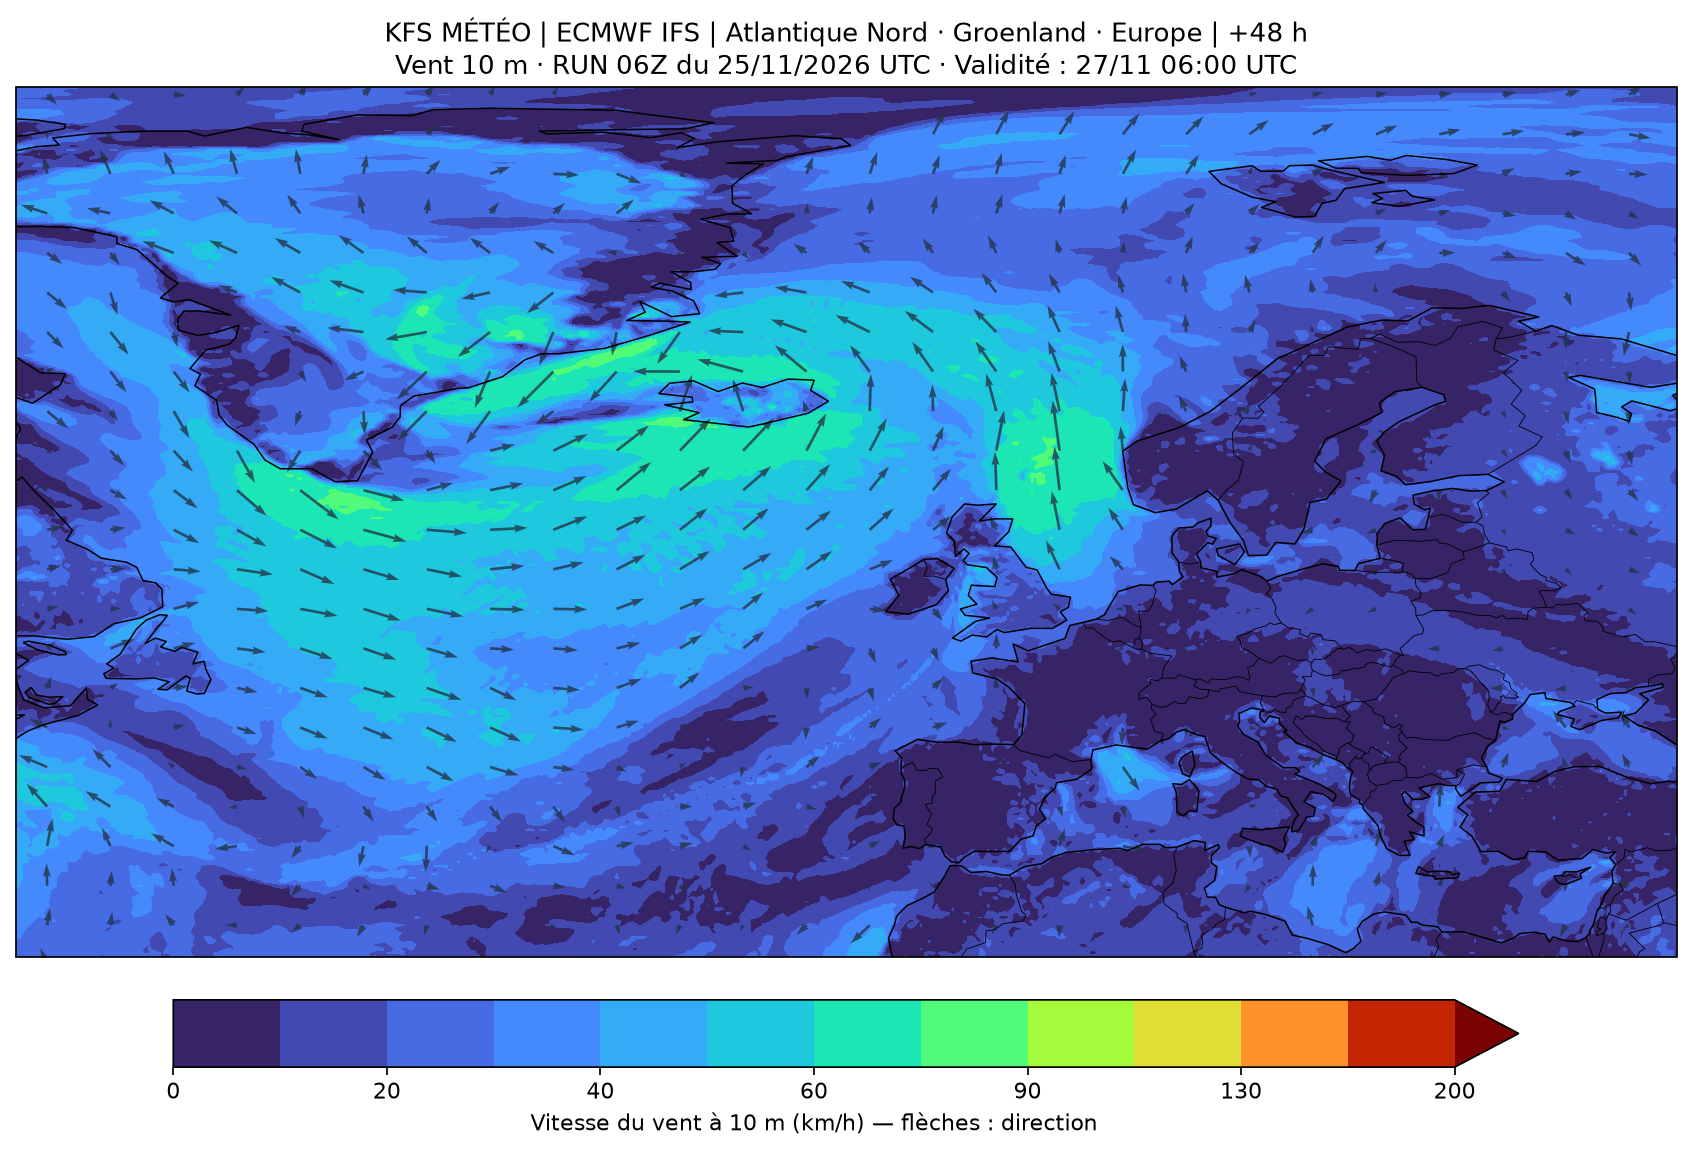 KFS MÉTÉO | ECMWF IFS | Atlantique Nord · Groenland · Europe | +48 h
Vent 10 m · RUN 06Z du 25/11/2026 UTC · Validité : 27/11 06:00 UTC
0 20 40 60 90 130 200
Vitesse du vent à 10 m (km/h) — flèches : direction